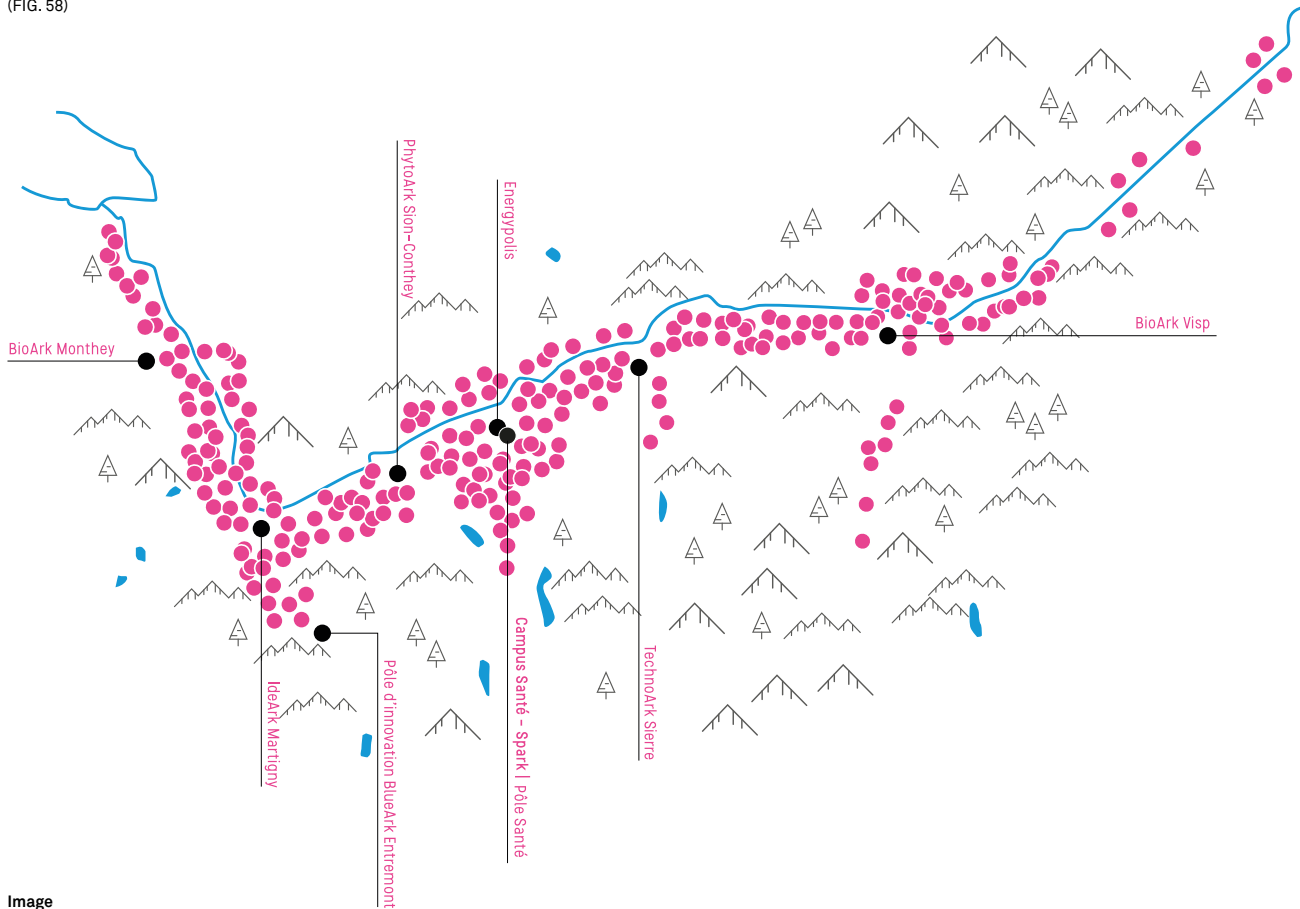 (FIG. 58)
PhytoArk Sion-Conthey
Energypolis
BioArk Visp
BioArk Monthey
IdeArk Martigny
Pôle d'innovation BlueArk Entremont
Campus Santé - Spark | Pôle Santé
TechnoArk Sierre
Image